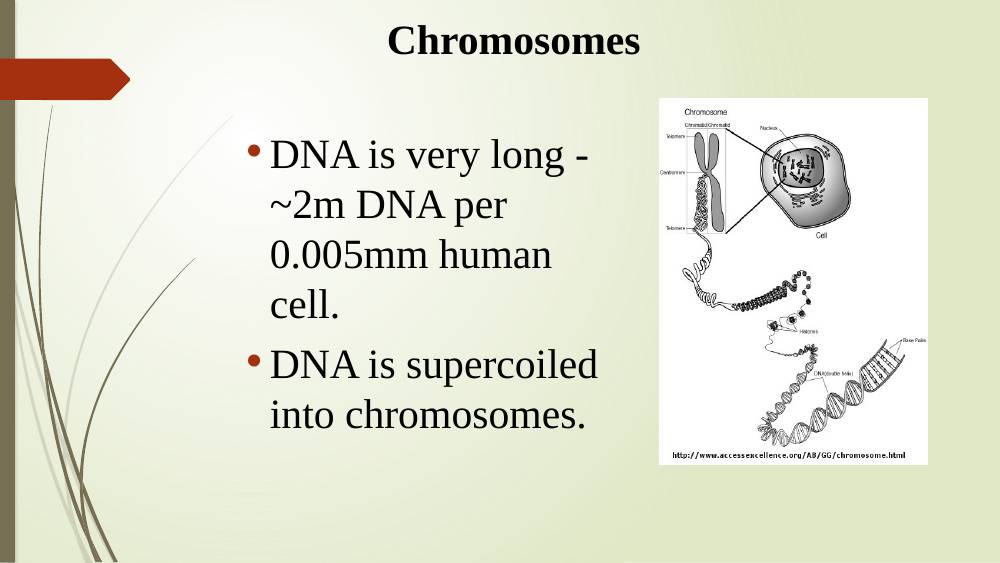 Chromosomes
• DNA is very long -
~2m DNA per
0.005mm human
cell.
• DNA is supercoiled
into chromosomes.
Chromosome
Chromatid Chromatid
Telomere
Nucleus
Centromere
Telomere
Cell
Histones
Base Pairs
DNA(double helix)
http://www.accessexcellence.org/AB/GG/chromosome.html